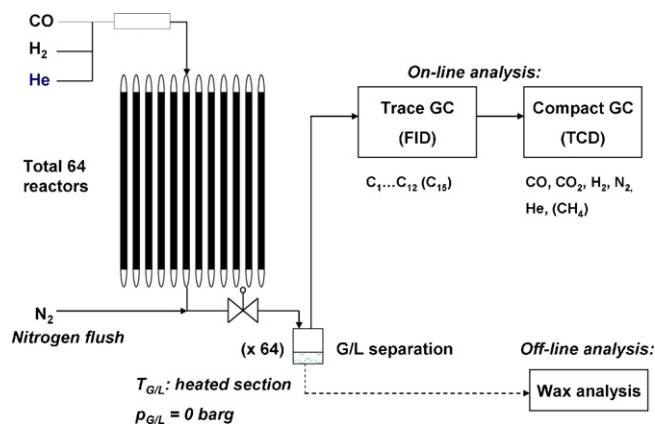 CO
H₂
He
Total 64
reactors
N₂
Nitrogen flush
(x 64)
G/L separation
T_G/L: heated section
p_G/L = 0 barg
On-line analysis:
Trace GC
(FID)
Compact GC
(TCD)
C₁...C₁₂ (C₁₅)
CO, CO₂, H₂, N₂,
He, (CH₄)
Off-line analysis:
Wax analysis